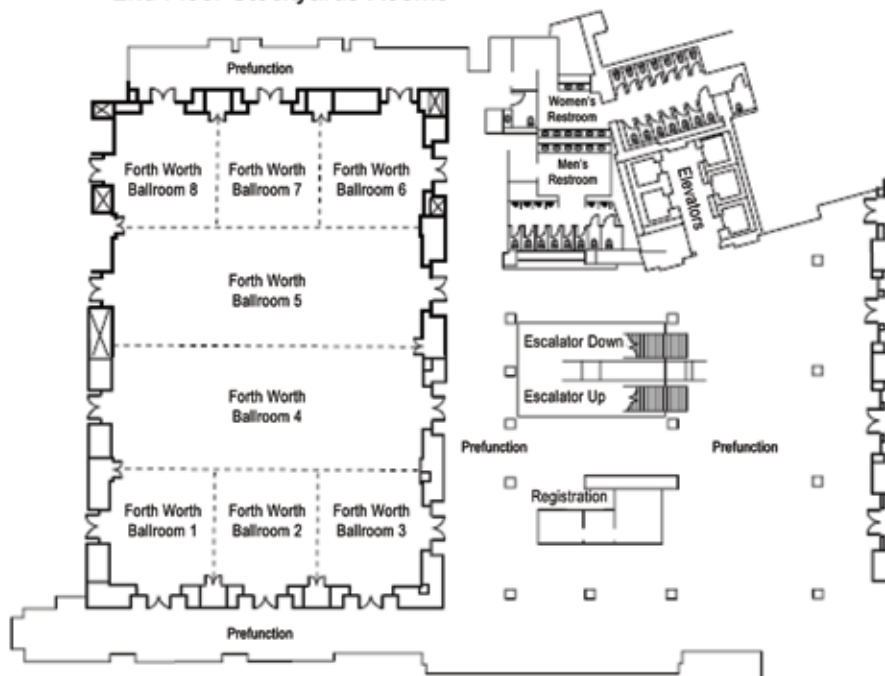 Prefunction
Women's
Restroom
Men's
Restroom
Elevators
Forth Worth
Ballroom 8
Forth Worth
Ballroom 7
Forth Worth
Ballroom 6
Forth Worth
Ballroom 5
Escalator Down
Escalator Up
Forth Worth
Ballroom 4
Prefunction
Prefunction
Registration
Forth Worth
Ballroom 1
Forth Worth
Ballroom 2
Forth Worth
Ballroom 3
Prefunction